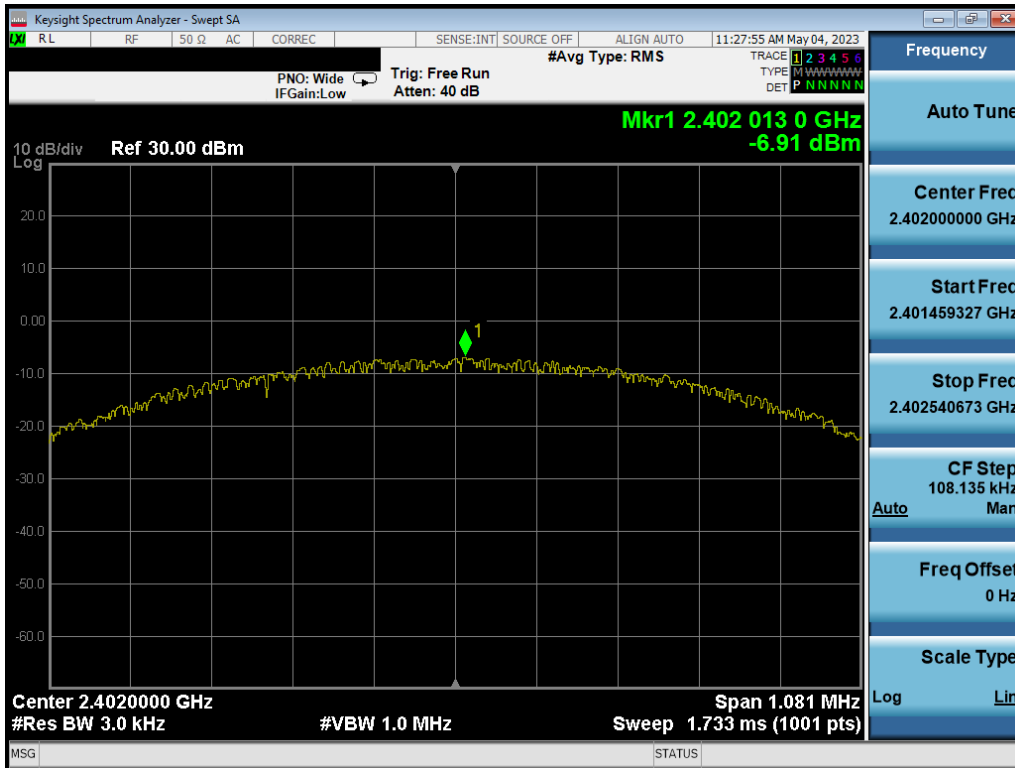 Keysight Spectrum Analyzer - Swept SA
LXI RL RF 50 Ω AC CORREC SENSE:INT SOURCE OFF ALIGN AUTO 11:27:55 AM May 04, 2023
#Avg Type: RMS
PNO: Wide
IFGain:Low
Trig: Free Run
Atten: 40 dB
TRACE 1 2 3 4 5 6
TYPE M WWWWW
DET P N N N N N
Mkr1 2.402 013 0 GHz
-6.91 dBm
10 dB/div
Log
Ref 30.00 dBm
20.0
10.0
0.00
1
-10.0
-20.0
-30.0
-40.0
-50.0
-60.0
Center 2.4020000 GHz
Span 1.081 MHz
#Res BW 3.0 kHz
#VBW 1.0 MHz
Sweep 1.733 ms (1001 pts)
MSG
STATUS
Frequency
Auto Tune
Center Freq
2.402000000 GHz
Start Freq
2.401459327 GHz
Stop Freq
2.402540673 GHz
CF Step
108.135 kHz
Auto Man
Freq Offset
0 Hz
Scale Type
Log Lin